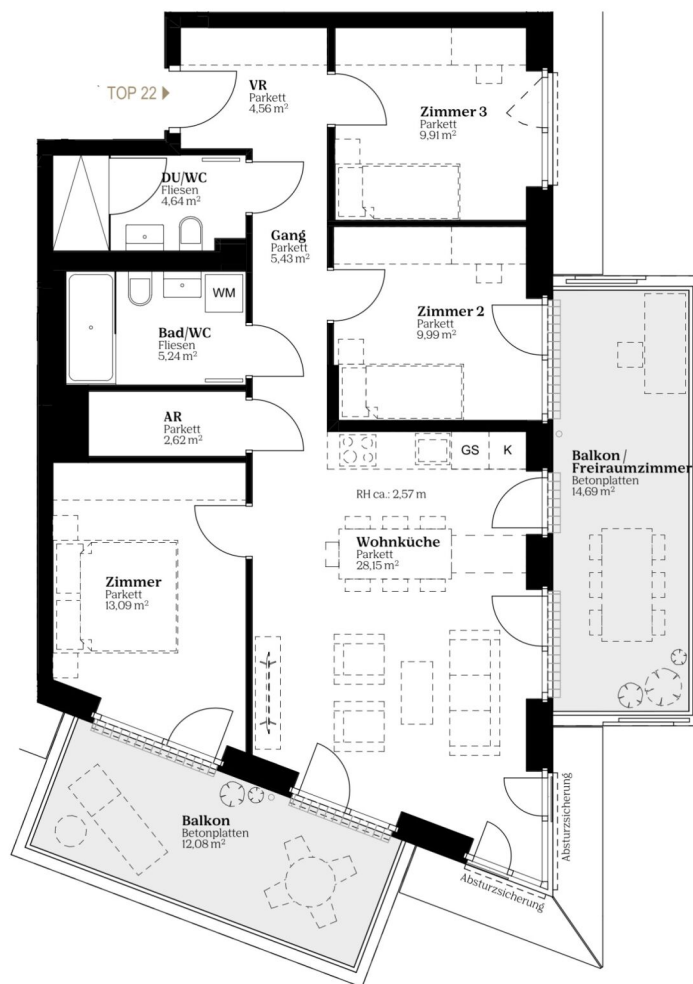 TOP 22
VR
Parkett
4,56 m²
Zimmer 3
Parkett
9,91 m²
DU/WC
Fliesen
4,64 m²
Gang
Parkett
5,43 m²
WM
Bad/WC
Fliesen
5,24 m²
Zimmer 2
Parkett
9,99 m²
AR
Parkett
2,62 m²
GS
K
Balkon/
Freiraumzimmer
Betonplatten
14,69 m²
RH ca.: 2,57 m
Wohnküche
Parkett
28,15 m²
Zimmer
Parkett
13,09 m²
Balkon
Betonplatten
12,08 m²
Absturzsicherung
Absturzsicherung